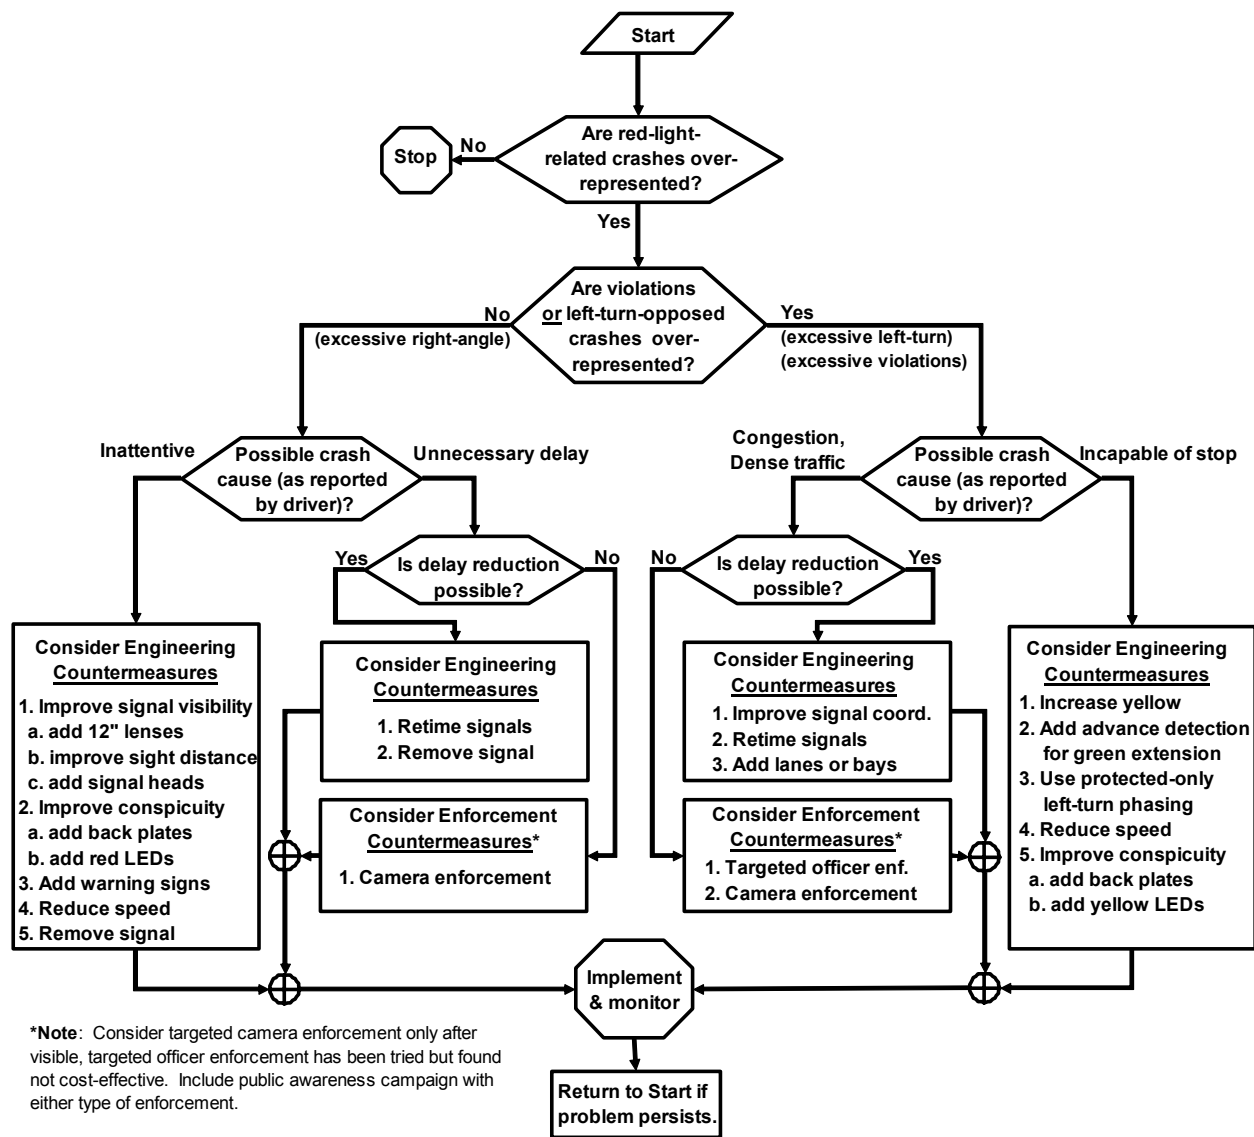 Start
Are red-light-
related crashes over-
represented?
No
Stop
Yes
Are violations
or left-turn-opposed
crashes over-
represented?
No
(excessive right-angle)
Yes
(excessive left-turn)
(excessive violations)
Inattentive
Possible crash
cause (as reported
by driver)?
Unnecessary delay
Congestion,
Dense traffic
Possible crash
cause (as reported
by driver)?
Incapable of stop
Yes
Is delay reduction
possible?
No
No
Is delay reduction
possible?
Yes
Consider Engineering
Countermeasures
1. Improve signal visibility
a. add 12" lenses
b. improve sight distance
c. add signal heads
2. Improve conspicuity
a. add back plates
b. add red LEDs
3. Add warning signs
4. Reduce speed
5. Remove signal
Consider Engineering
Countermeasures
1. Retime signals
2. Remove signal
Consider Enforcement
Countermeasures*
1. Camera enforcement
Consider Engineering
Countermeasures
1. Improve signal coord.
2. Retime signals
3. Add lanes or bays
Consider Enforcement
Countermeasures*
1. Targeted officer enf.
2. Camera enforcement
Consider Engineering
Countermeasures
1. Increase yellow
2. Add advance detection
for green extension
3. Use protected-only
left-turn phasing
4. Reduce speed
5. Improve conspicuity
a. add back plates
b. add yellow LEDs
Implement
& monitor
Return to Start if
problem persists.
*Note: Consider targeted camera enforcement only after
visible, targeted officer enforcement has been tried but found
not cost-effective. Include public awareness campaign with
either type of enforcement.